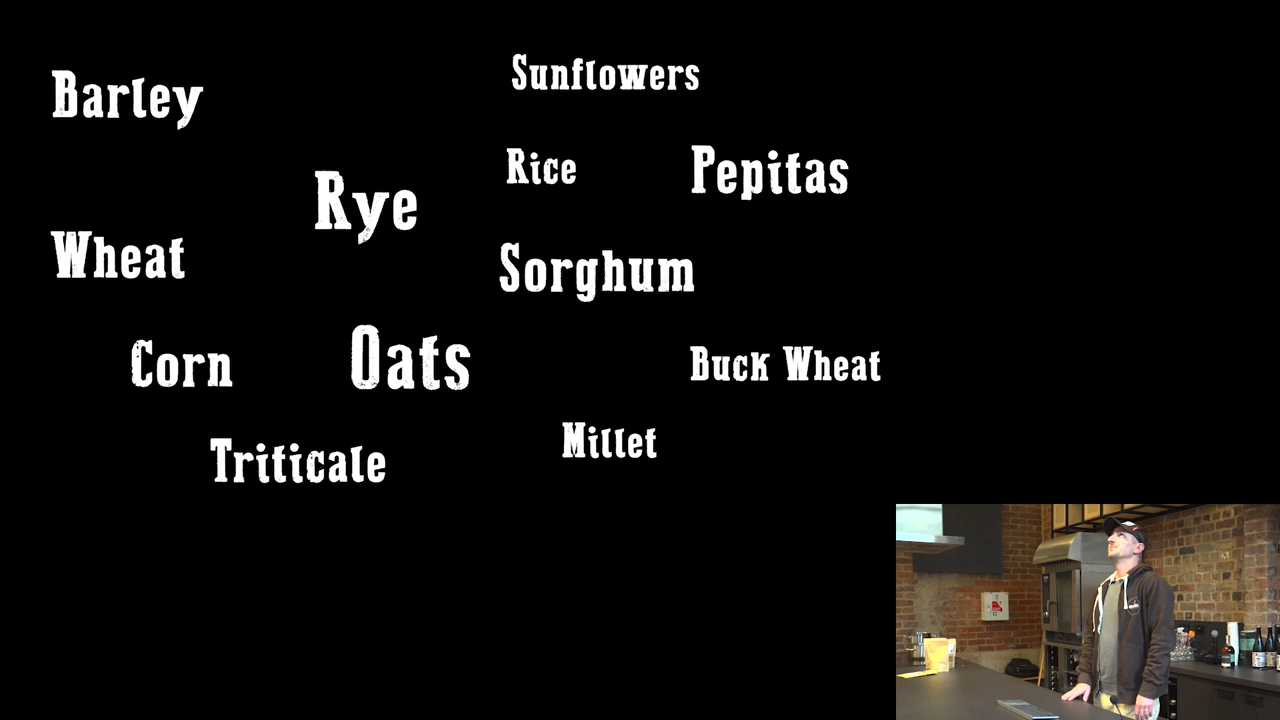 Barley
Sunflowers
Rice
Pepitas
Rye
Wheat
Sorghum
Corn
Oats
Buck Wheat
Triticale
Millet